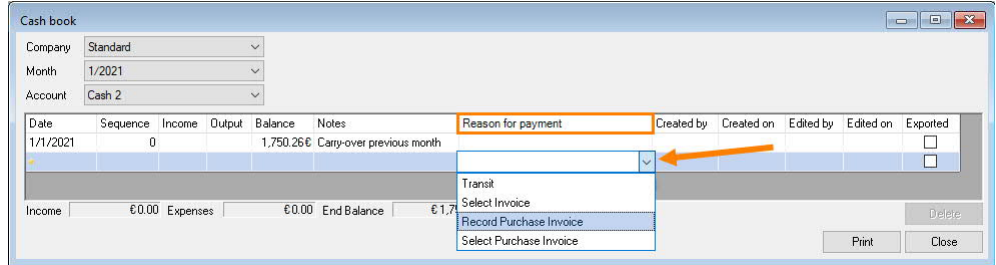 Cash book
Company Standard
Month 1/2021
Account Cash 2
Date Sequence Income Output Balance Notes Reason for payment Created by Created on Edited by Edited on Exported
1/1/2021 0 1,750.26€ Carry-over previous month
Transit
Select Invoice
Income €0.00 Expenses €0.00 End Balance €1,7
Record Purchase Invoice
Delete
Select Purchase Invoice
Print Close